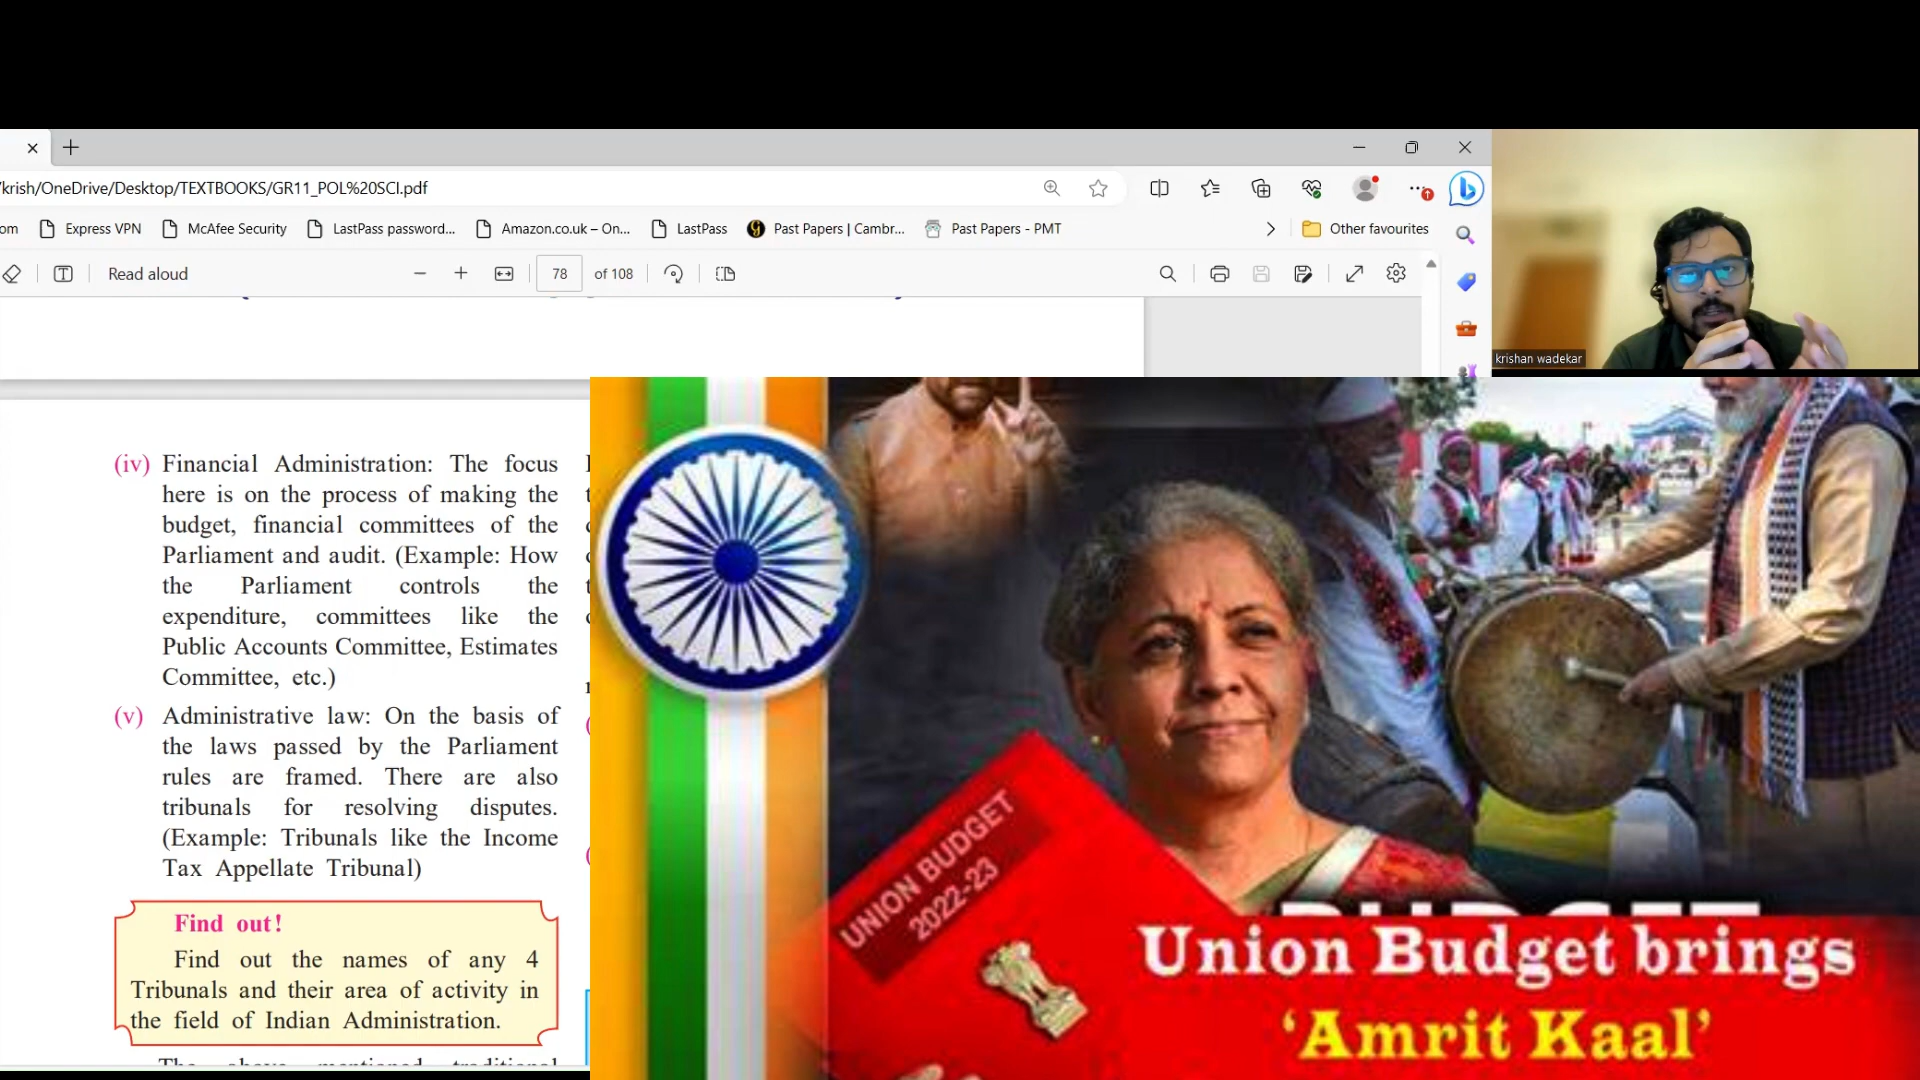 /krish/OneDrive/Desktop/TEXTBOOKS/GR11_POL%20SCI.pdf
om
Express VPN
McAfee Security
LastPass password...
Amazon.co.uk – On...
LastPass
Past Papers | Cambr...
Past Papers - PMT
Other favourites
Read aloud
78
of 108
krishan wadekar
(iv) Financial Administration: The focus
here is on the process of making the
budget, financial committees of the
Parliament and audit. (Example: How
the Parliament controls the
expenditure, committees like the
Public Accounts Committee, Estimates
Committee, etc.)
(v) Administrative law: On the basis of
the laws passed by the Parliament
rules are framed. There are also
tribunals for resolving disputes.
(Example: Tribunals like the Income
Tax Appellate Tribunal)
Find out!
Find out the names of any 4
Tribunals and their area of activity in
the field of Indian Administration.
The above mentioned traditional
UNION BUDGET
2022-23
BUDGET
Union Budget brings
‘Amrit Kaal’